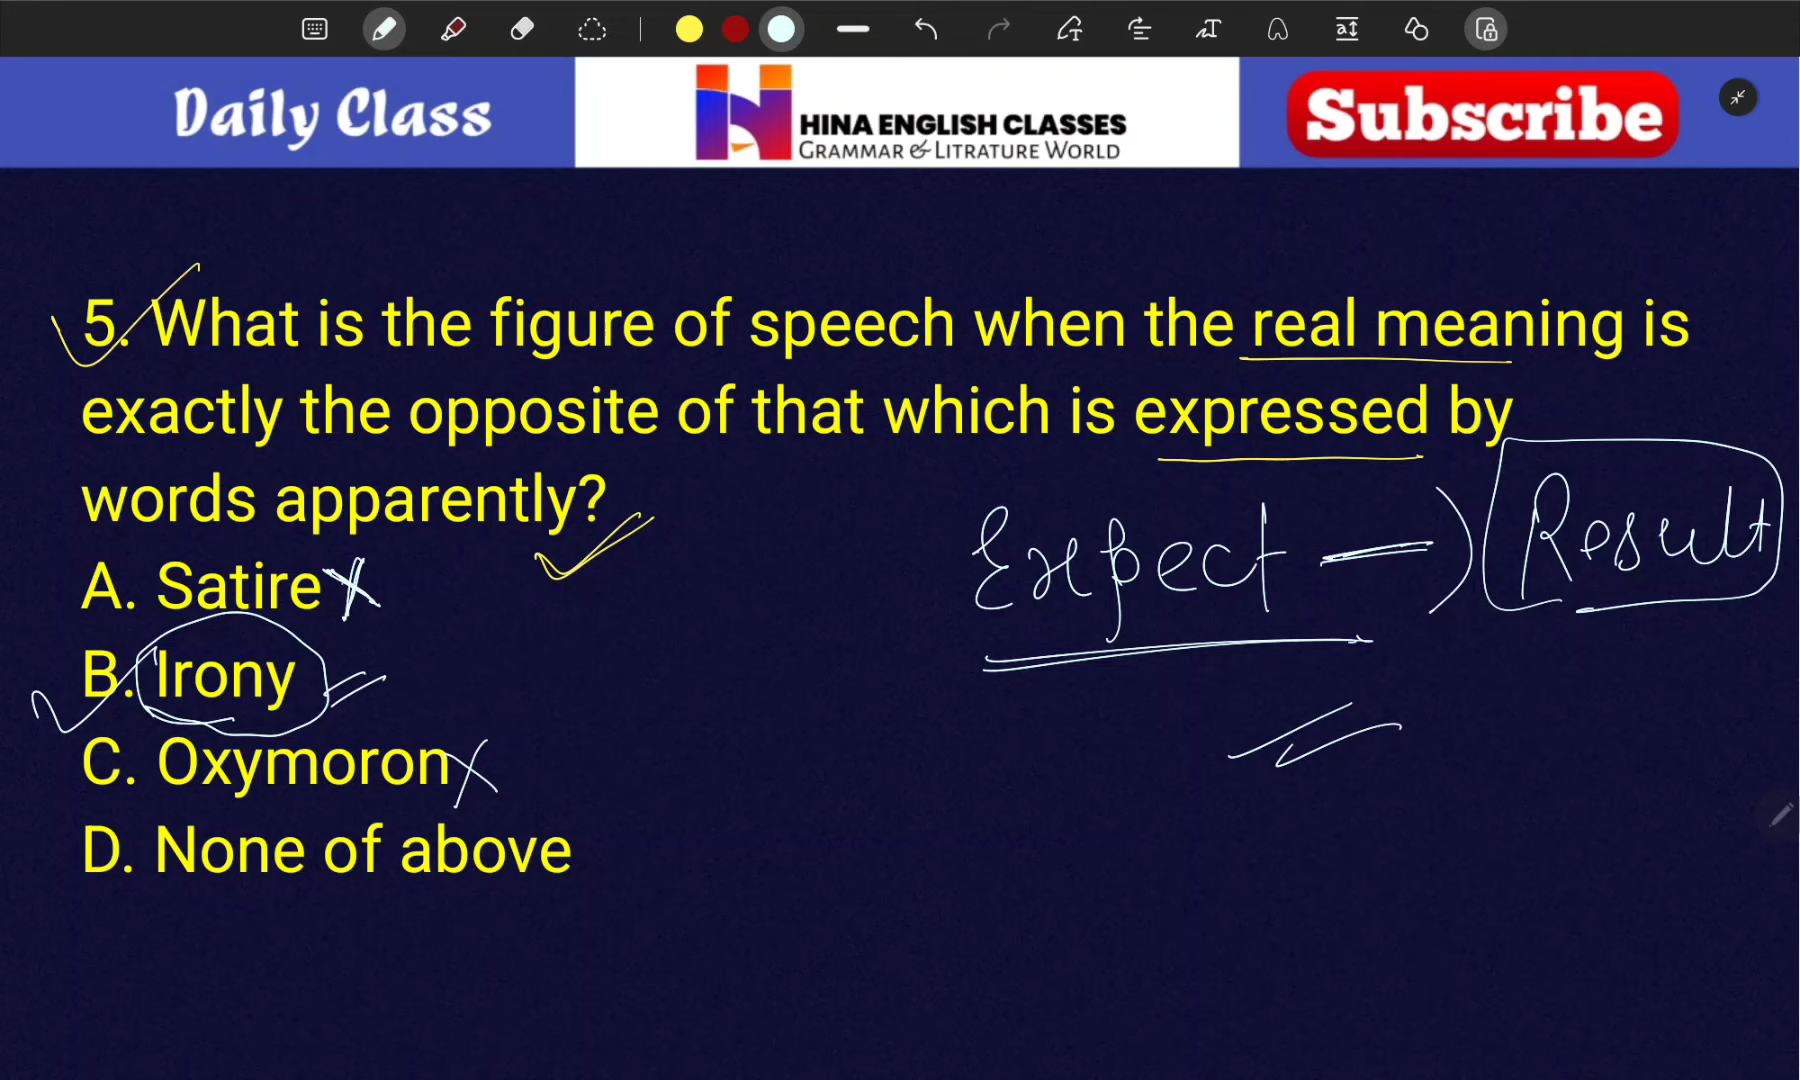 Daily Class
HINA ENGLISH CLASSES
GRAMMAR & LITRATURE WORLD
Subscribe
5. What is the figure of speech when the real meaning is
exactly the opposite of that which is expressed by
words apparently?
Expect → Result
A. Satire
B. Irony
C. Oxymoron
D. None of above